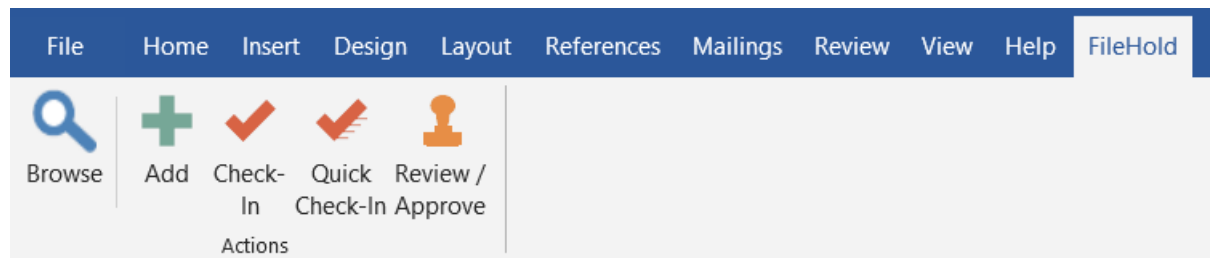 File Home Insert Design Layout References Mailings Review View Help FileHold
Browse Add Check- Quick Review /
In Check-In Approve
Actions